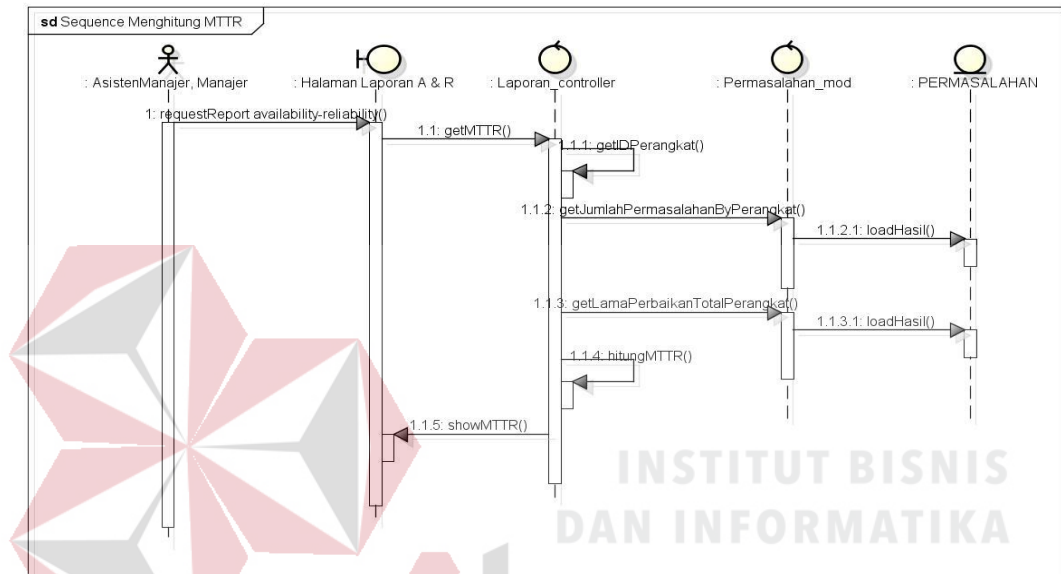 sd Sequence Menghitung MTTR
: AsistenManajer, Manajer
: Halaman Laporan A & R
: Laporan_controller
: Permasalahan_mod
: PERMASALAHAN
1: requestReport availability-reliability()
1.1: getMTTR()
1.1.1: getIDPerangkat()
1.1.2: getJumlahPermasalahanByPerangkat()
1.1.2.1: loadHasil()
1.1.3: getLamaPerbaikanTotalPerangkat()
1.1.3.1: loadHasil()
1.1.4: hitungMTTR()
1.1.5: showMTTR()
INSTITUT BISNIS
DAN INFORMATIKA